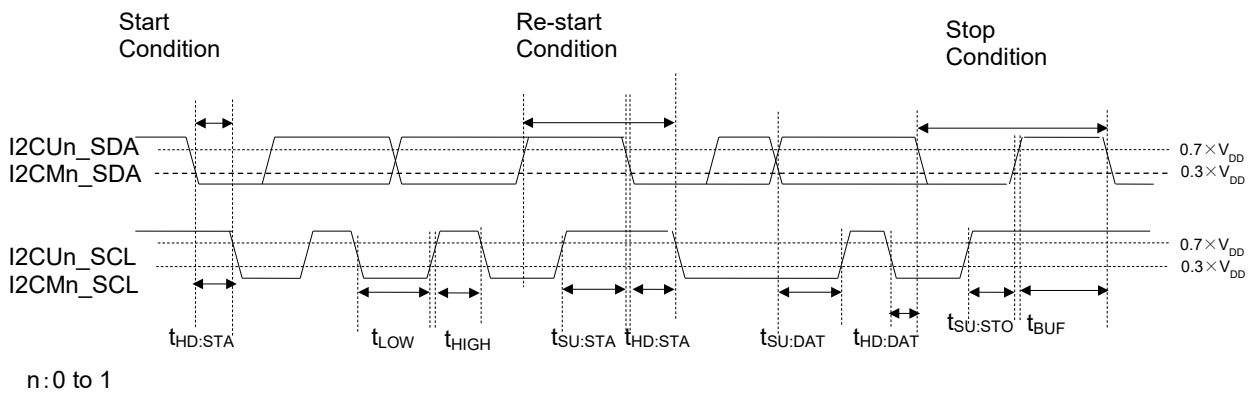 Start
Condition
Re-start
Condition
Stop
Condition
I2CUn_SDA
I2CMn_SDA
0.7×VDD
0.3×VDD
I2CUn_SCL
I2CMn_SCL
0.7×VDD
0.3×VDD
tHD:STA
tLOW
tHIGH
tSU:STA
tHD:STA
tSU:DAT
tHD:DAT
tSU:STO
tBUF
n:0 to 1